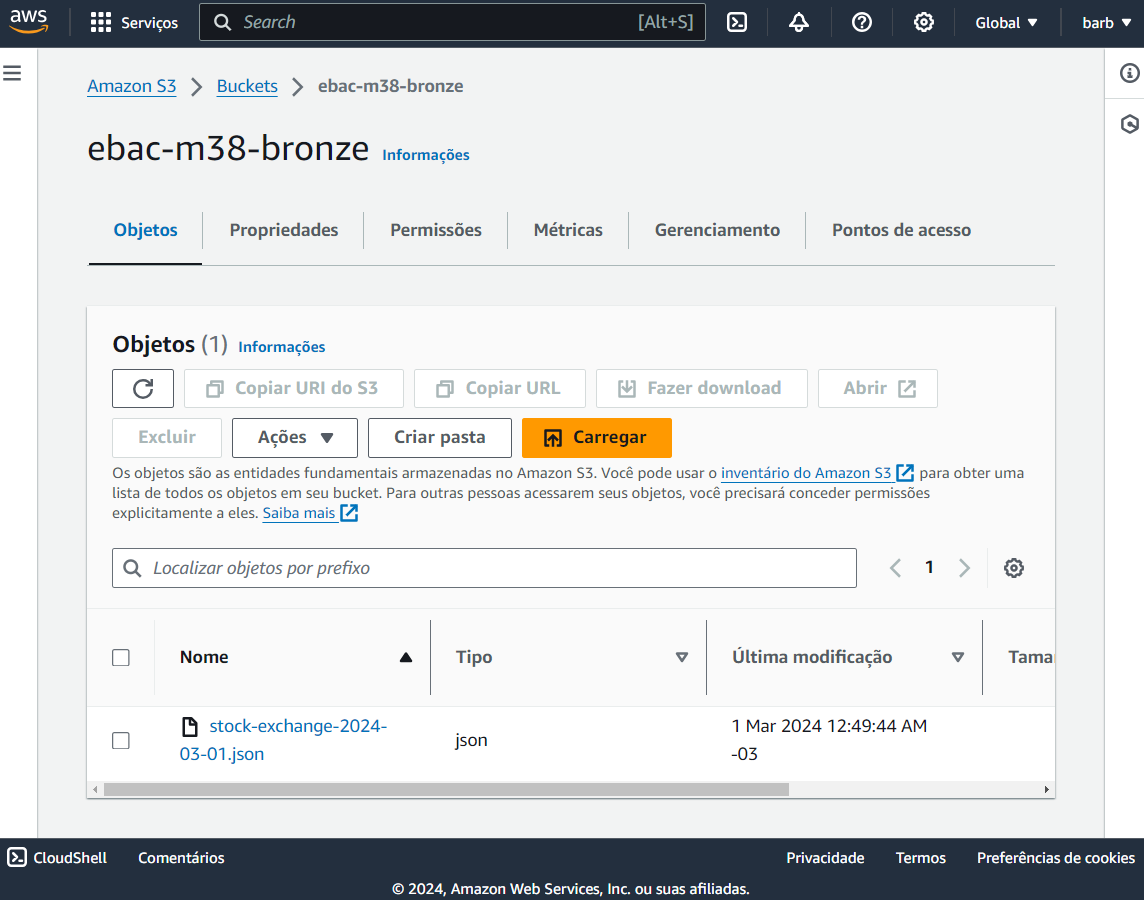 aws
Serviços
Search
[Alt+S]
Global
barb
Amazon S3
Buckets
ebac-m38-bronze
ebac-m38-bronze
Informações
Objetos
Propriedades
Permissões
Métricas
Gerenciamento
Pontos de acesso
Objetos (1)
Informações
Copiar URI do S3
Copiar URL
Fazer download
Abrir
Excluir
Ações
Criar pasta
Carregar
Os objetos são as entidades fundamentais armazenadas no Amazon S3. Você pode usar o inventário do Amazon S3 para obter uma
lista de todos os objetos em seu bucket. Para outras pessoas acessarem seus objetos, você precisará conceder permissões
explicitamente a eles. Saiba mais
Localizar objetos por prefixo
1
Nome
Tipo
Última modificação
Tama
stock-exchange-2024-
03-01.json
json
1 Mar 2024 12:49:44 AM
-03
CloudShell
Comentários
Privacidade
Termos
Preferências de cookies
© 2024, Amazon Web Services, Inc. ou suas afiliadas.